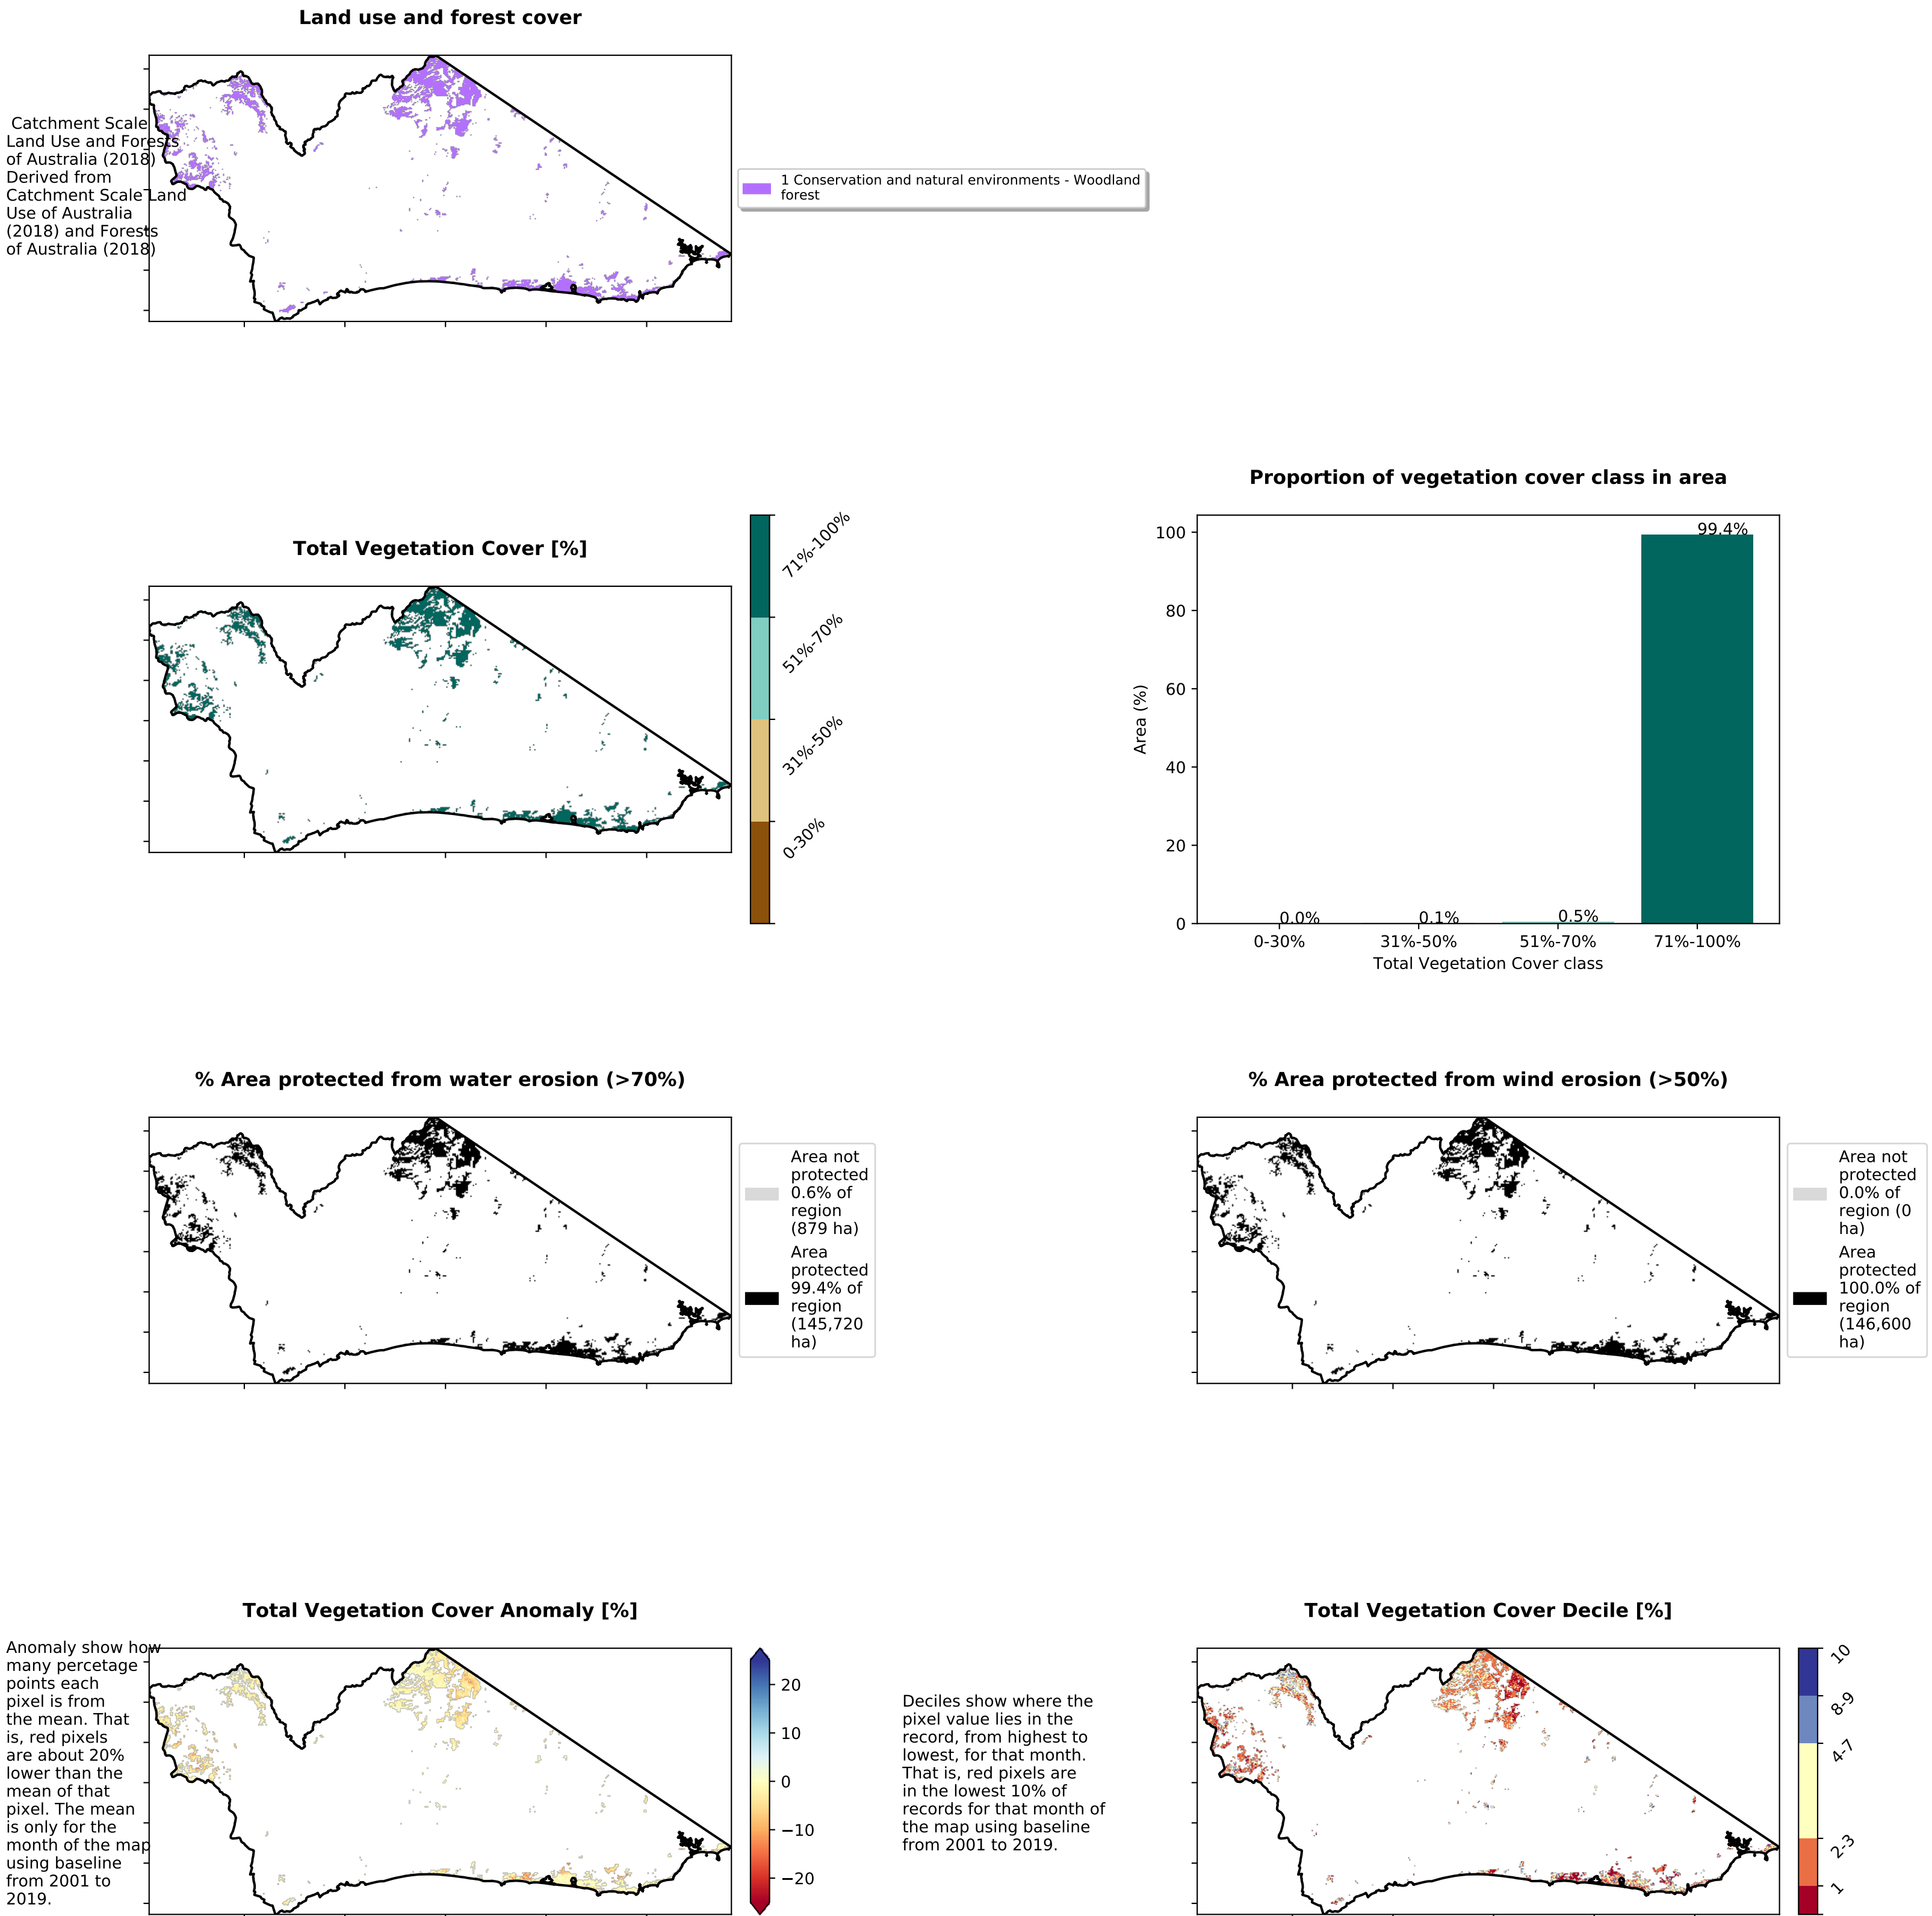 Land use and forest cover
Catchment Scale
Land Use and Forests
of Australia (2018)
Derived from
Catchment Scale Land
Use of Australia
(2018) and Forests
of Australia (2018)
1 Conservation and natural environments - Woodland
forest
Total Vegetation Cover [%]
71%-100%
51%-70%
31%-50%
0-30%
Proportion of vegetation cover class in area
Area (%)
100
80
60
40
20
0
0.0%
0.1%
0.5%
99.4%
0-30%
31%-50%
51%-70%
71%-100%
Total Vegetation Cover class
% Area protected from water erosion (>70%)
Area not
protected
0.6% of
region
(879 ha)
Area
protected
99.4% of
region
(145,720
ha)
% Area protected from wind erosion (>50%)
Area not
protected
0.0% of
region (0
ha)
Area
protected
100.0% of
region
(146,600
ha)
Total Vegetation Cover Anomaly [%]
Anomaly show how
many percetage
points each
pixel is from
the mean. That
is, red pixels
are about 20%
lower than the
mean of that
pixel. The mean
is only for the
month of the map
using baseline
from 2001 to
2019.
20
10
0
−10
−20
Total Vegetation Cover Decile [%]
Deciles show where the
pixel value lies in the
record, from highest to
lowest, for that month.
That is, red pixels are
in the lowest 10% of
records for that month of
the map using baseline
from 2001 to 2019.
10
8-9
4-7
2-3
1